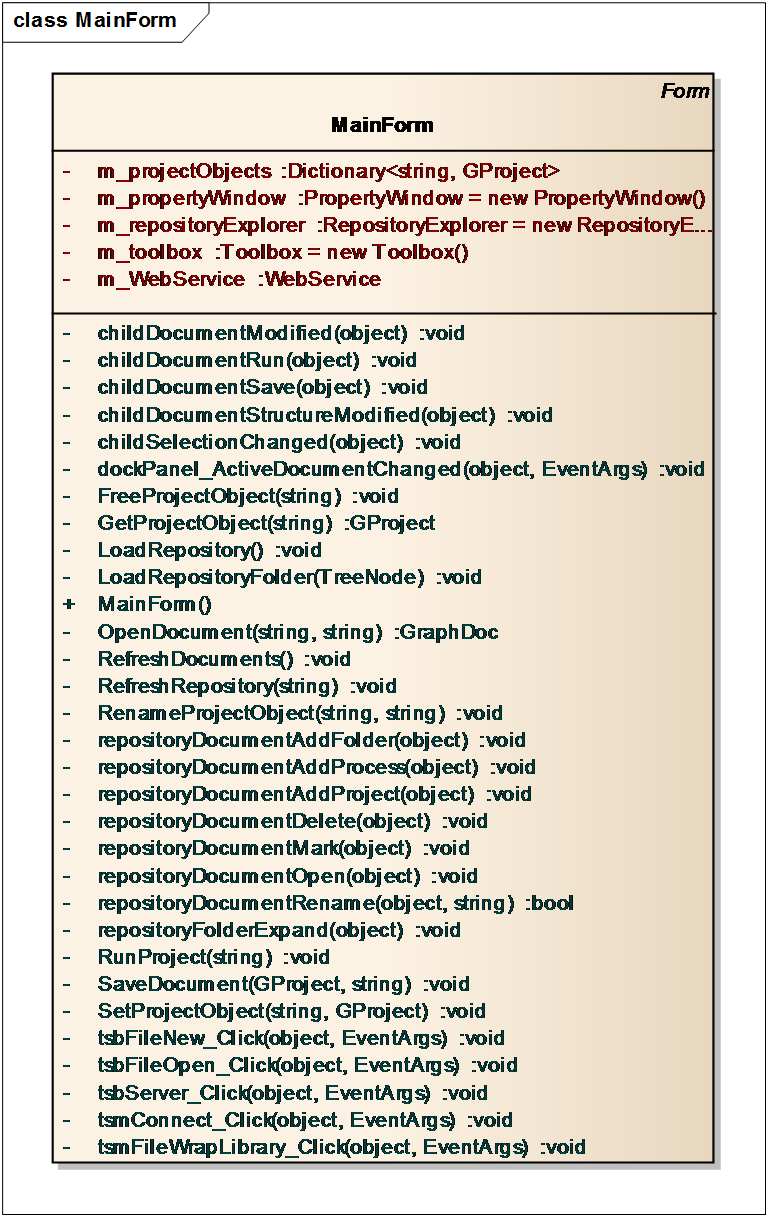 class MainForm
Form
MainForm
- m_projectObjects :Dictionary<string, GProject>
- m_propertyWindow :PropertyWindow = new PropertyWindow()
- m_repositoryExplorer :RepositoryExplorer = new RepositoryE...
- m_toolbox :Toolbox = new Toolbox()
- m_WebService :WebService
- childDocumentModified(object) :void
- childDocumentRun(object) :void
- childDocumentSave(object) :void
- childDocumentStructureModified(object) :void
- childSelectionChanged(object) :void
- dockPanel_ActiveDocumentChanged(object, EventArgs) :void
- FreeProjectObject(string) :void
- GetProjectObject(string) :GProject
- LoadRepository() :void
- LoadRepositoryFolder(TreeNode) :void
+ MainForm()
- OpenDocument(string, string) :GraphDoc
- RefreshDocuments() :void
- RefreshRepository(string) :void
- RenameProjectObject(string, string) :void
- repositoryDocumentAddFolder(object) :void
- repositoryDocumentAddProcess(object) :void
- repositoryDocumentAddProject(object) :void
- repositoryDocumentDelete(object) :void
- repositoryDocumentMark(object) :void
- repositoryDocumentOpen(object) :void
- repositoryDocumentRename(object, string) :bool
- repositoryFolderExpand(object) :void
- RunProject(string) :void
- SaveDocument(GProject, string) :void
- SetProjectObject(string, GProject) :void
- tsbFileNew_Click(object, EventArgs) :void
- tsbFileOpen_Click(object, EventArgs) :void
- tsbServer_Click(object, EventArgs) :void
- tsmConnect_Click(object, EventArgs) :void
- tsmFileWrapLibrary_Click(object, EventArgs) :void